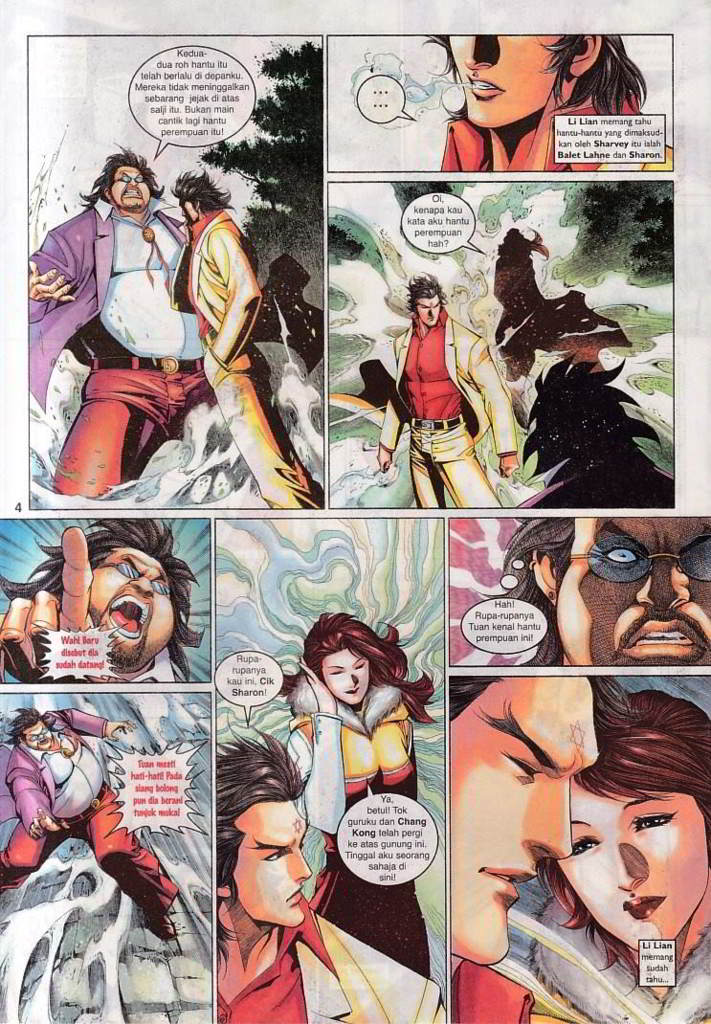 Kedua-
dua roh hantu itu
telah berlalu di depanku.
Mereka tidak meninggalkan
sebarang jejak di atas
salji itu. Bukan main
cantik lagi hantu
perempuan itu!
...
...
Li Lian memang tahu
hantu-hantu yang dimaksud-
kan oleh Sharvey itu ialah
Balet Lahne dan Sharon.
Oi,
kenapa kau
kata aku hantu
perempuan
hah?
4
Wah! Baru
disebut dia
sudah datang!
Rupa-
rupanya
kau ini, Cik
Sharon!
Ya,
betul! Tok
guruku dan Chang
Kong telah pergi
ke atas gunung ini.
Tinggal aku seorang
sahaja di
sini!
Hah!
Rupa-rupanya
Tuan kenal hantu
prempuan ini!
Tuan mesti
hati-hati! Pada
siang bolong
pun dia berani
tunjuk muka!
Li Lian
memang
sudah
tahu...